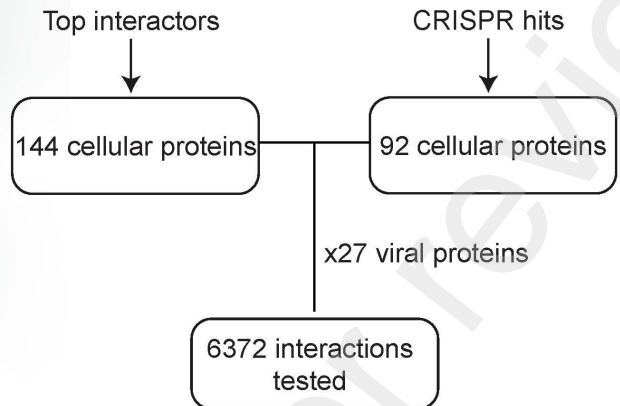 Top interactors
CRISPR hits
144 cellular proteins
92 cellular proteins
x27 viral proteins
6372 interactions
tested